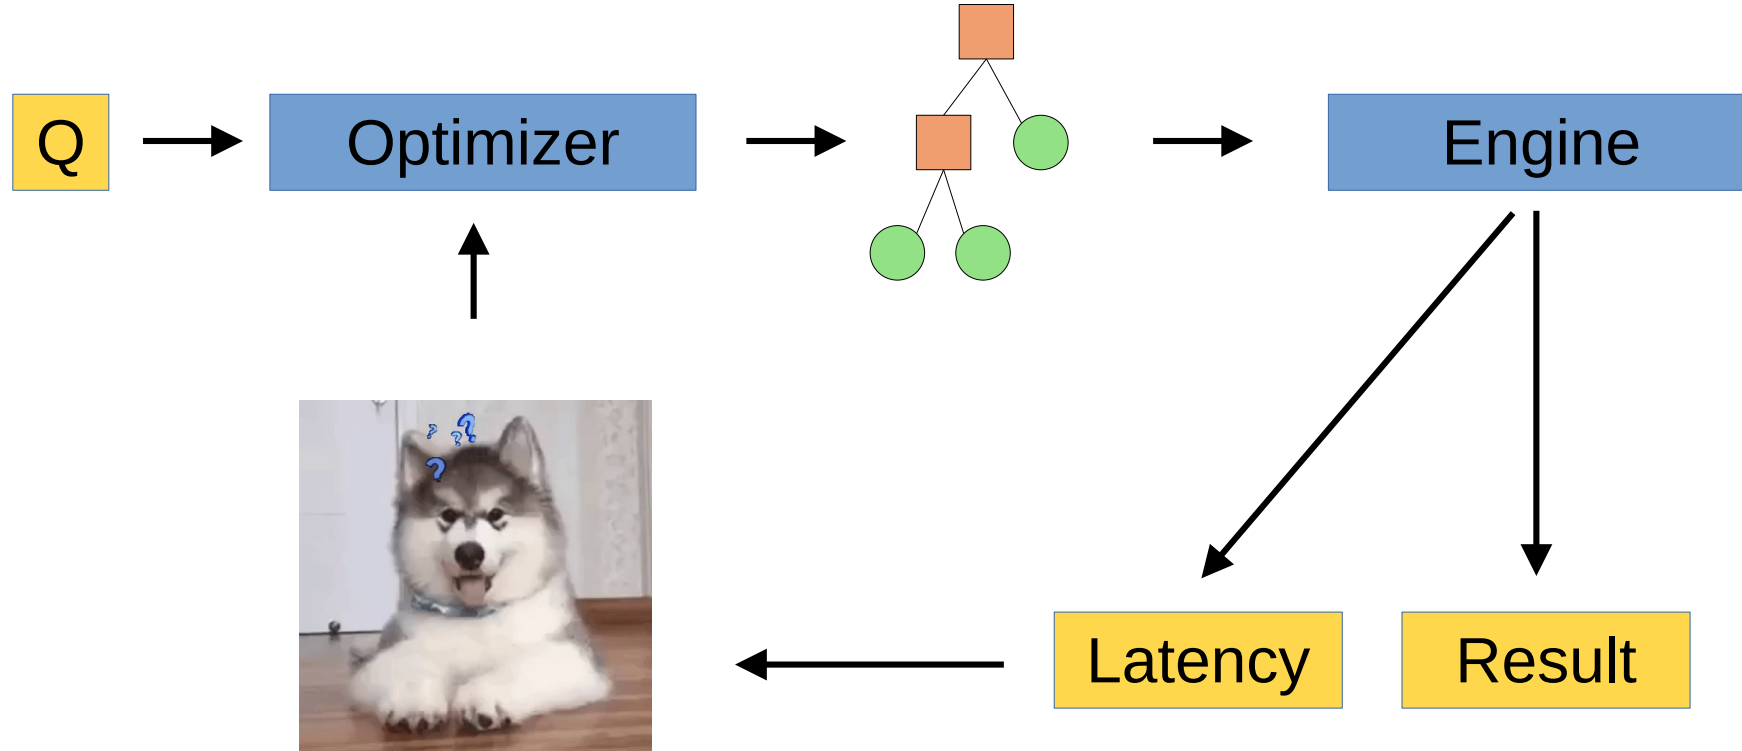 Q
Optimizer
Engine
? ? ?
?
Latency
Result